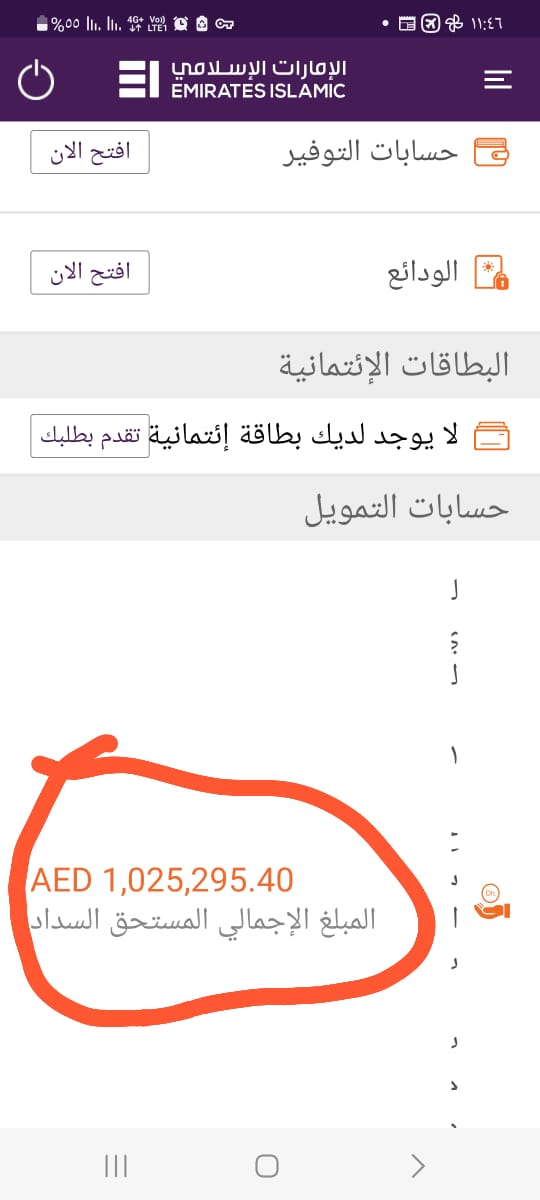 %٥٥ 4G+ Vo) LTE1 ١١:٤٦
الإمارات الإسلامي
EMIRATES ISLAMIC
حسابات التوفير
افتح الان
الودائع
افتح الان
البطاقات الإئتمانية
لا يوجد لديك بطاقة إئتمانية
تقدم بطلبك
حسابات التمويل
Dh.
AED 1,025,295.40
المبلغ الإجمالي المستحق السداد